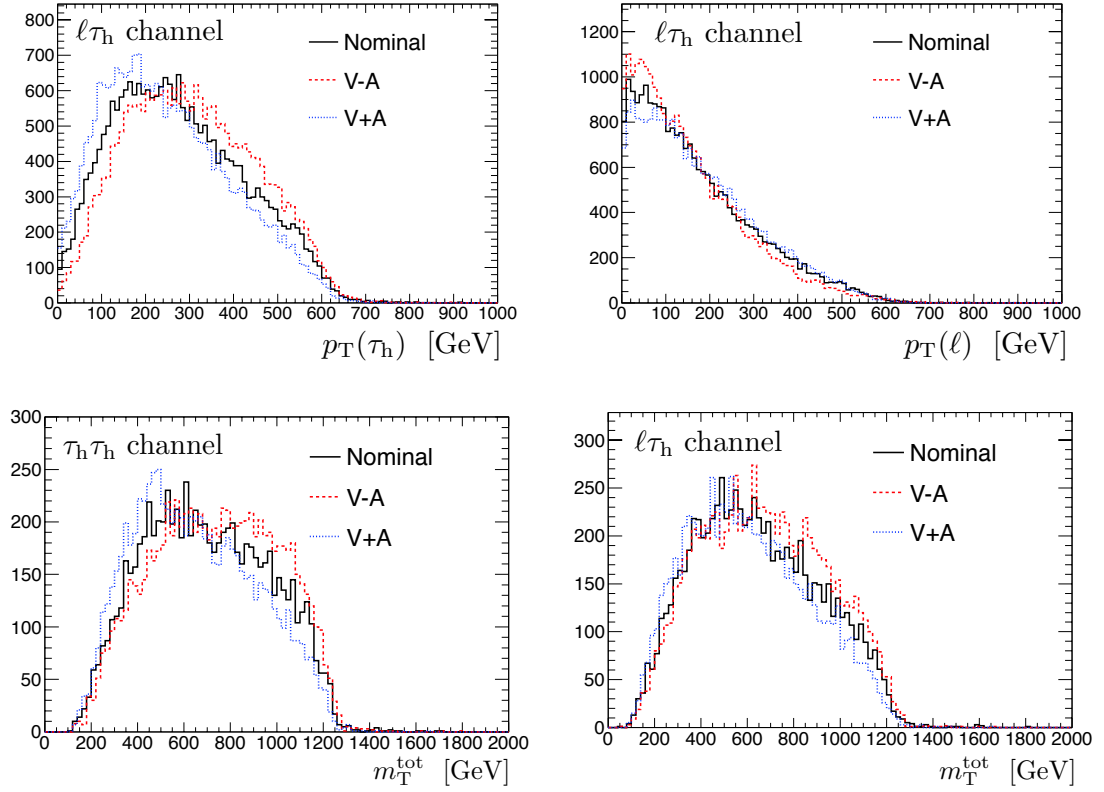 ℓτh channel
Nominal
V-A
V+A
800
700
600
500
400
300
200
100
0
0 100 200 300 400 500 600 700 800 900 1000
pT(τh) [GeV]
ℓτh channel
Nominal
V-A
V+A
1200
1000
800
600
400
200
0
0 100 200 300 400 500 600 700 800 900 1000
pT(ℓ) [GeV]
τhτh channel
Nominal
V-A
V+A
300
250
200
150
100
50
0
0 200 400 600 800 1000 1200 1400 1600 1800 2000
mTtot [GeV]
ℓτh channel
Nominal
V-A
V+A
300
250
200
150
100
50
0
0 200 400 600 800 1000 1200 1400 1600 1800 2000
mTtot [GeV]